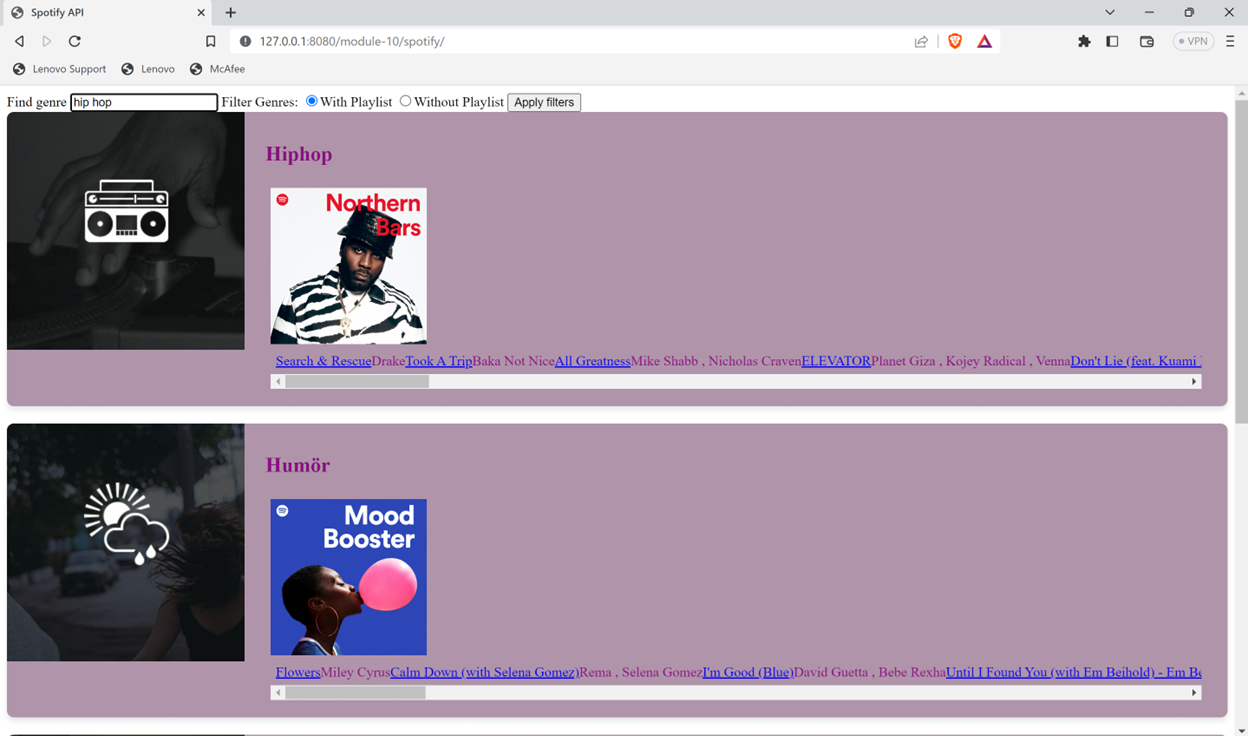 Spotify API
127.0.0.1:8080/module-10/spotify/
VPN
Lenovo Support Lenovo McAfee
Find genre hip hop Filter Genres: With Playlist Without Playlist Apply filters
Hiphop
Northern
Bars
Search & RescueDrakeTook A TripBaka Not NiceAll GreatnessMike Shabb , Nicholas CravenELEVATORPlanet Giza , Kojey Radical , VennaDon't Lie (feat. Kuami
Humör
Mood
Booster
FlowersMiley CyrusCalm Down (with Selena Gomez)Rema , Selena GomezI'm Good (Blue)David Guetta , Bebe RexhaUntil I Found You (with Em Beihold) - Em Be